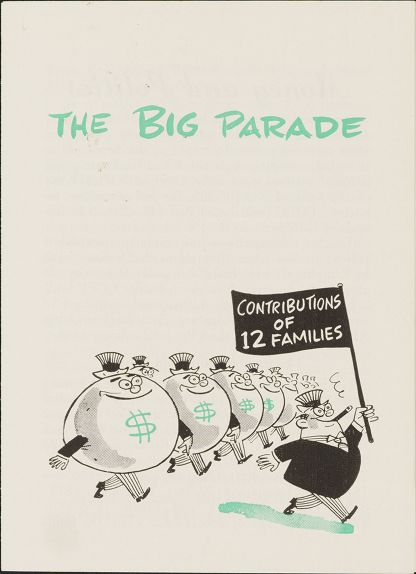 THE BIG PARADE
CONTRIBUTIONS
OF
12 FAMILIES
$
$
$
$